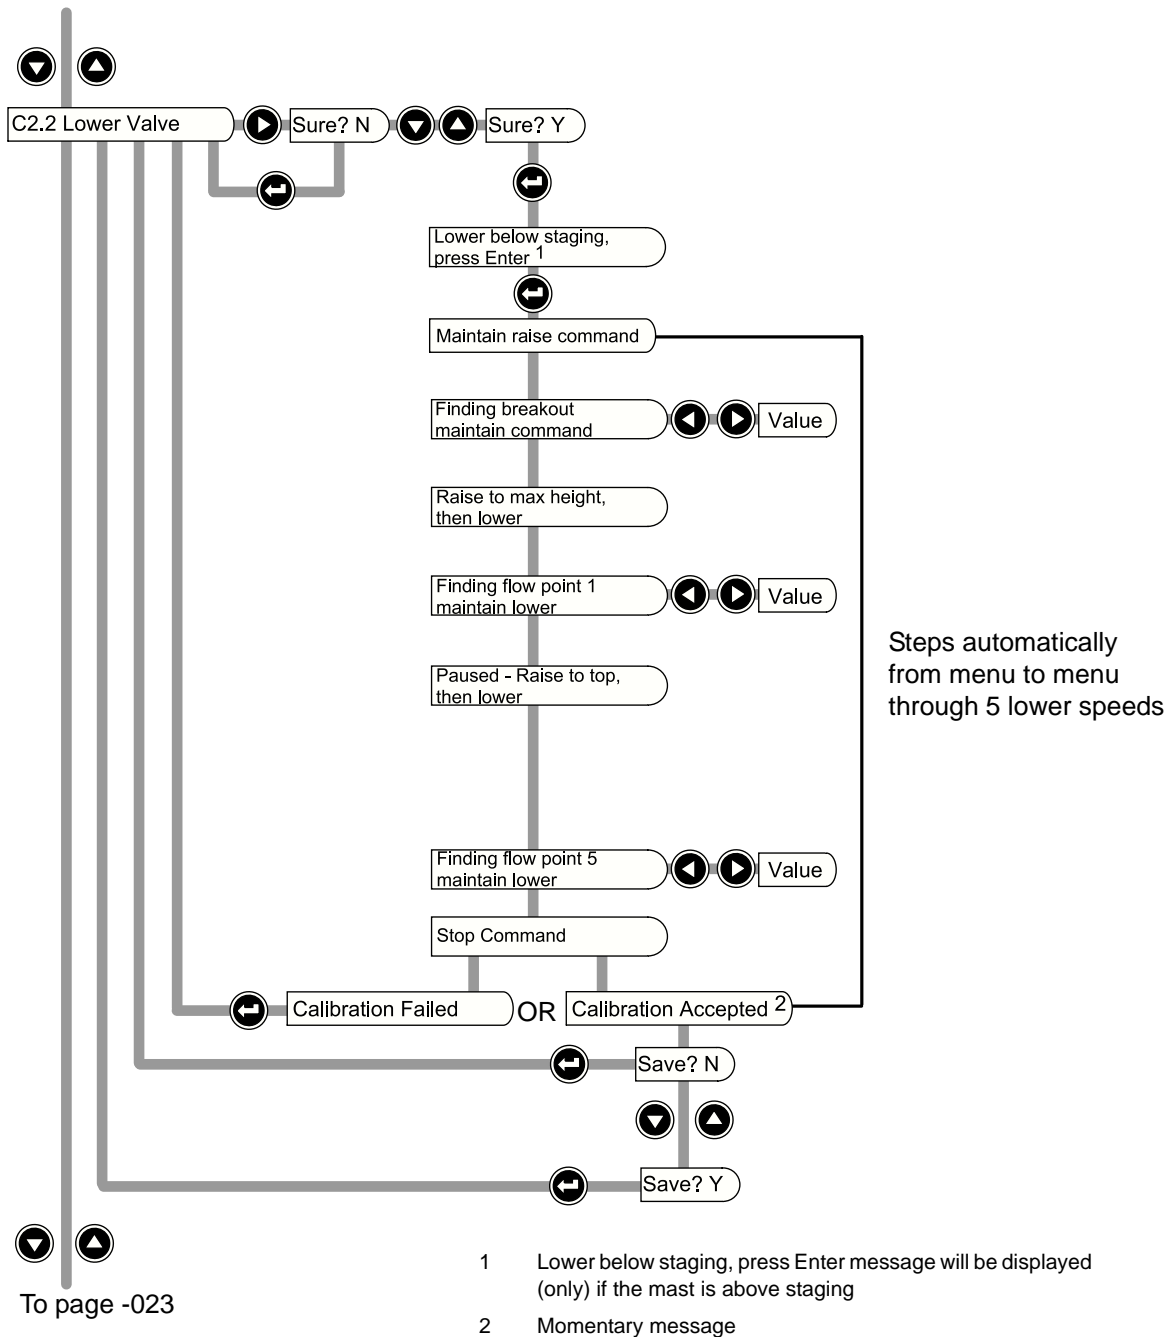 C2.2 Lower Valve
Sure? N
Sure? Y
Lower below staging,
press Enter 1
Maintain raise command
Finding breakout
maintain command
Value
Raise to max height,
then lower
Finding flow point 1
maintain lower
Value
Steps automatically
from menu to menu
through 5 lower speeds
Paused - Raise to top,
then lower
Finding flow point 5
maintain lower
Value
Stop Command
Calibration Failed
OR
Calibration Accepted 2
Save? N
Save? Y
To page -023
1 Lower below staging, press Enter message will be displayed
(only) if the mast is above staging
2 Momentary message